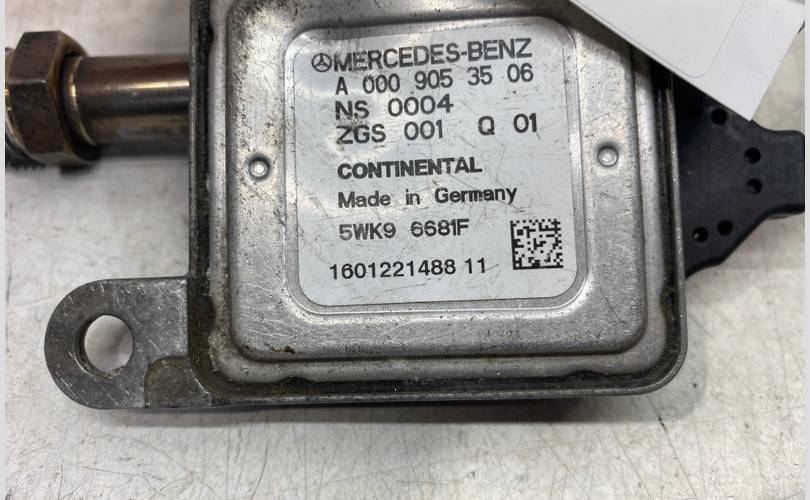 MERCEDES-BENZ
A 000 905 35 06
NS 0004
ZGS 001 Q 01
CONTINENTAL
Made in Germany
5WK9 6681F
1601221488 11